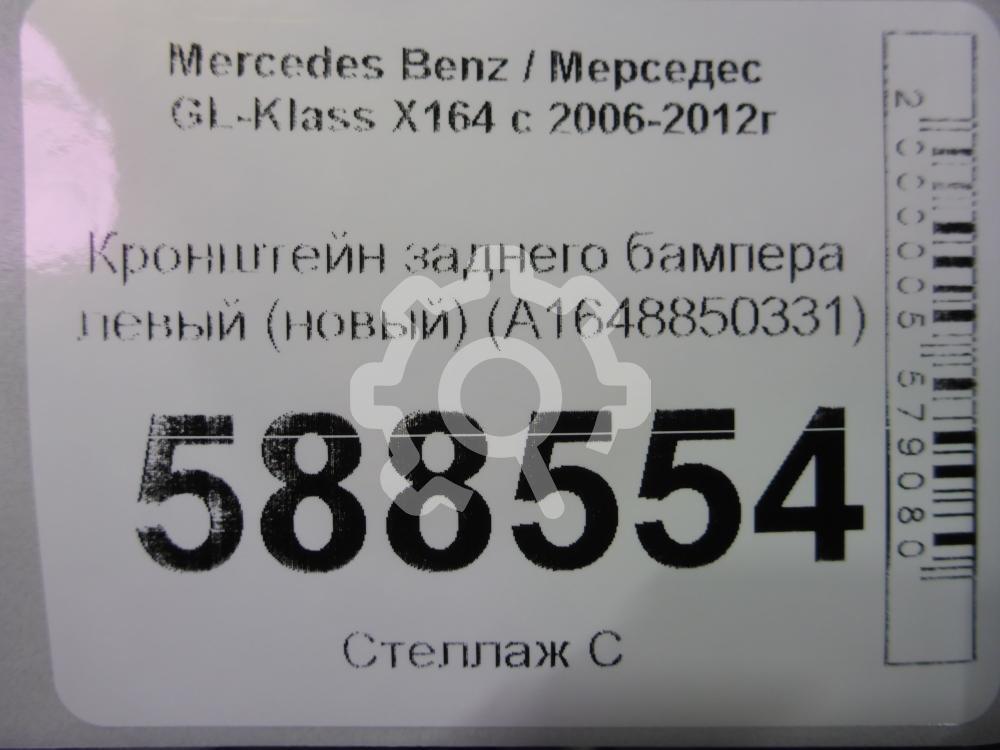 Mercedes Benz / Мерседес
GL-Klass X164 с 2006-2012г
Кронштейн заднего бампера
левый (новый) (A1648850331)
588554
Стеллаж С
2000005579080